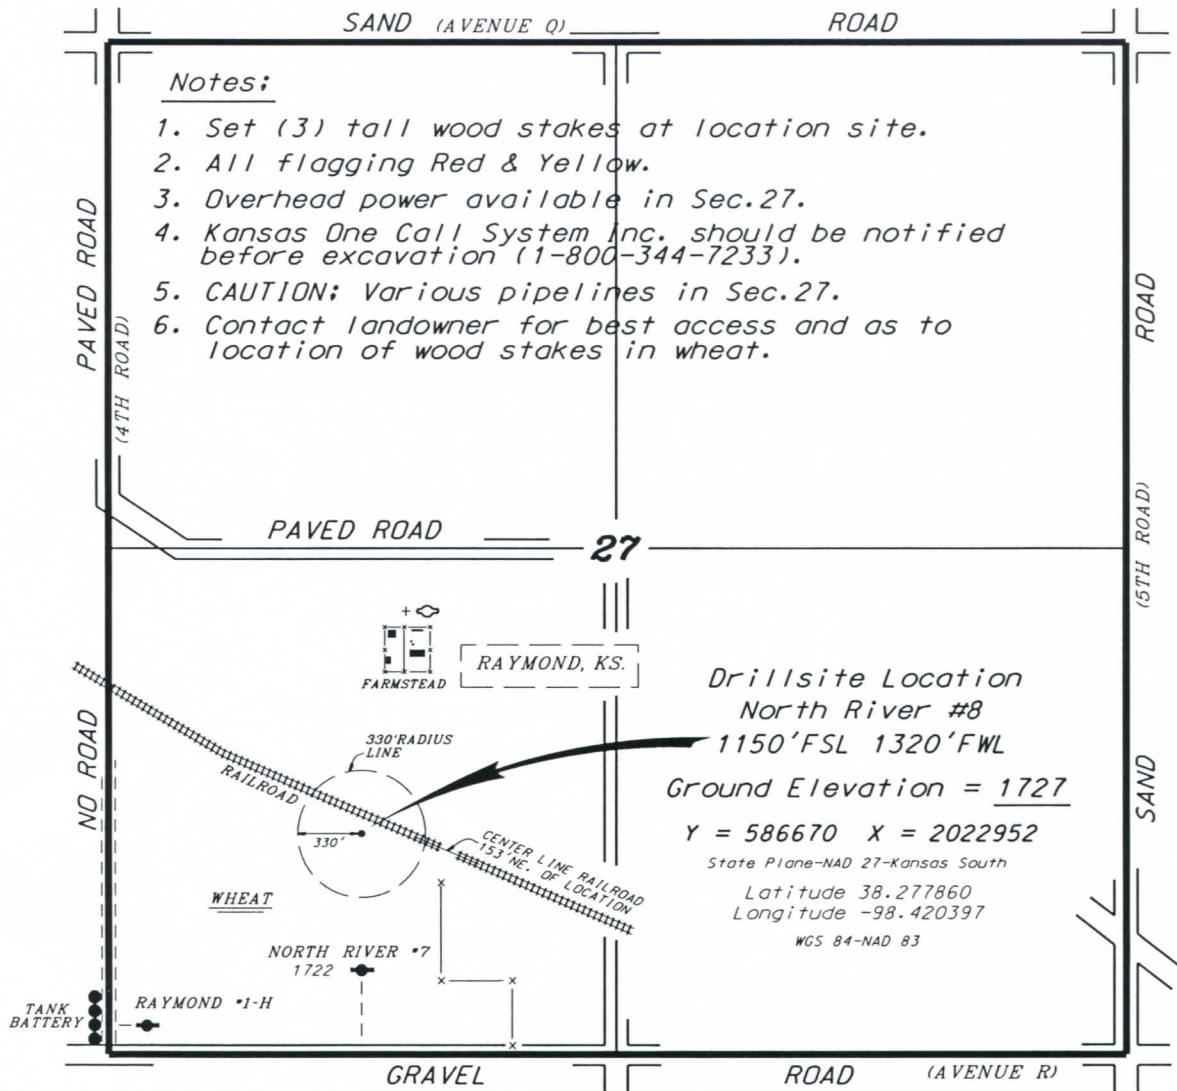 SAND (AVENUE Q) ROAD
Notes:
1. Set (3) tall wood stakes at location site.
2. All flagging Red & Yellow.
3. Overhead power available in Sec.27.
4. Kansas One Call System Inc. should be notified
before excavation (1-800-344-7233).
5. CAUTION: Various pipelines in Sec.27.
6. Contact landowner for best access and as to
location of wood stakes in wheat.
PAVED ROAD
(4TH ROAD)
ROAD
(5TH ROAD)
SAND
PAVED ROAD
27
FARMSTEAD
RAYMOND, KS.
NO ROAD
330'RADIUS
LINE
RAILROAD
330'
CENTER LINE RAILROAD
153'NE. OF LOCATION
Drillsite Location
North River #8
1150'FSL 1320'FWL
Ground Elevation = 1727
Y = 586670 X = 2022952
State Plane-NAD 27-Kansas South
Latitude 38.277860
Longitude -98.420397
WGS 84-NAD 83
WHEAT
NORTH RIVER #7
1722
TANK
BATTERY
RAYMOND #1-H
GRAVEL ROAD (AVENUE R)